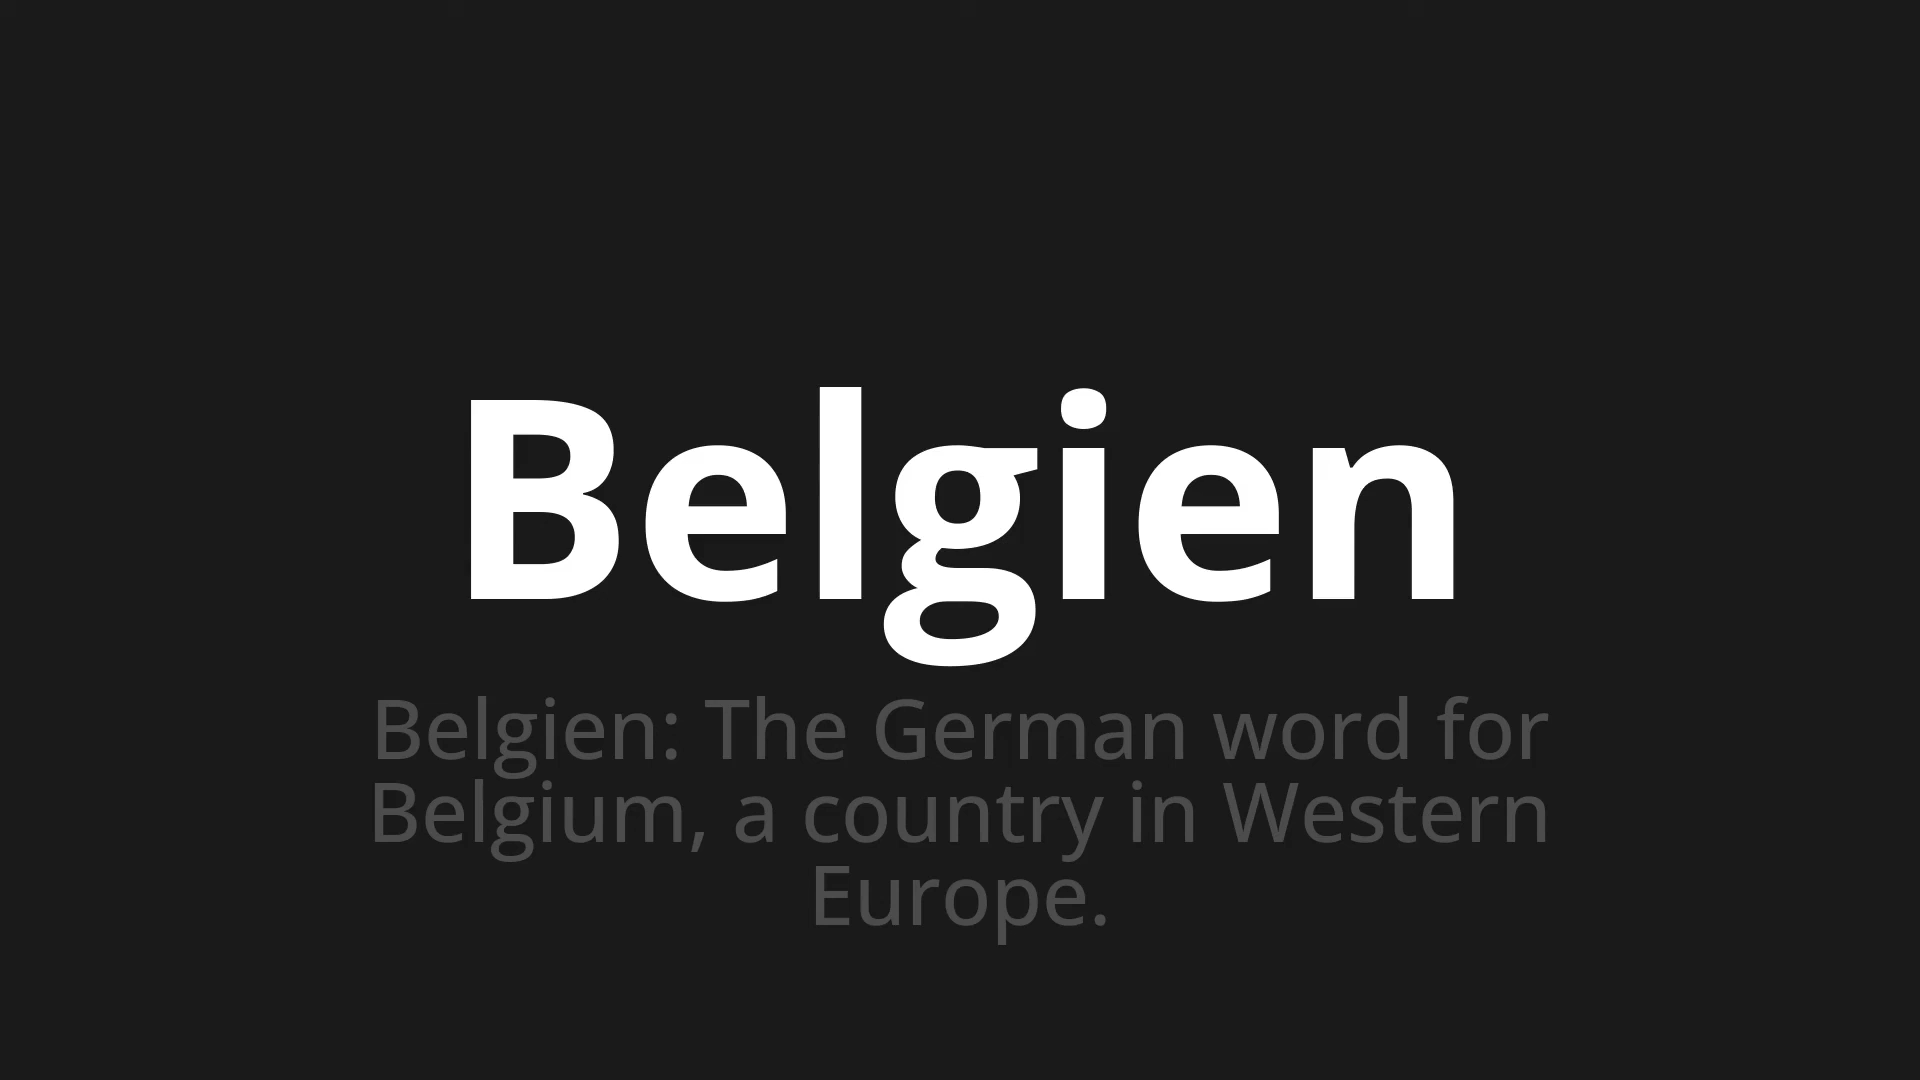 Belgien
Belgien: The German word for
Belgium, a country in Western
Europe.